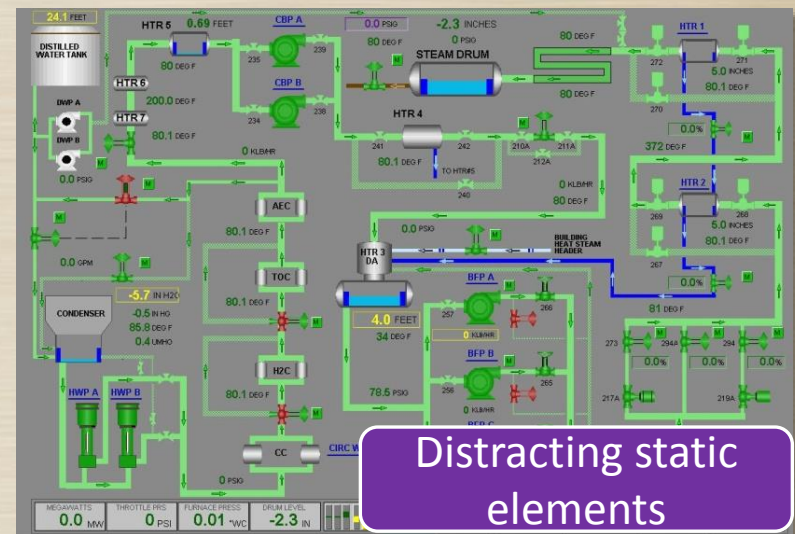 24.1 FEET
HTR 5 0.69 FEET
CBP A
0.0 PSIG
-2.3 INCHES
0 PSIG
80 DEG F
80 DEG F
HTR 1
DISTILLED
WATER TANK
80 DEG F
235
239
STEAM DRUM
M
272
271
5.0 INCHES
80.1 DEG F
HTR 6
CBP B
80 DEG F
270
DWP A
200.0 DEG F
HTR 7
234
238
HTR 4
0.0%
M
DWP B
80.1 DEG F
241
242
210A
M
211A
212A
372 DEG F
M
M
0 KLB/HR
80.1 DEG F
TO HTR#5
240
HTR 2
0.0 PSIG
M
0 KLB/HR
80 DEG F
AEC
269
268
M
80.1 DEG F
0.0 PSIG
M
BUILDING
HEAT STEAM
HEADER
5.0 INCHES
80.1 DEG F
0.0 GPM
M
HTR 3
DA
267
TOC
BFP A
0.0%
M
-5.7 IN H2O
CONDENSER
-0.5 IN HG
85.8 DEG F
0.4 UMHO
80.1 DEG F
M
257
M
266
81 DEG F
4.0 FEET
34 DEG F
0 KLB/HR
M
BFP B
273
M
294A
M
294
M
0.0%
0.0%
0.0%
H2C
HWP A
HWP B
80.1 DEG F
M
78.5 PSIG
256
M
265
M
217A
219A
0 KLB/HR
BFP C
CC
CIRC W
0 PSIG
Distracting static
elements
MEGAWATTS
0.0 MW
THROTTLE PRS
0 PSI
FURNACE PRESS
0.01 "WC
DRUM LEVEL
-2.3 IN